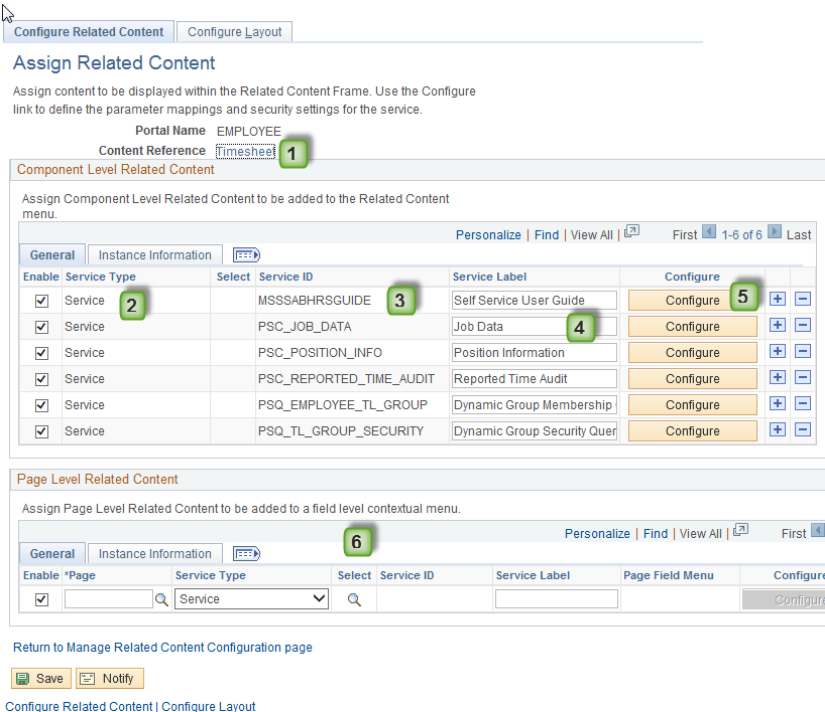 Configure Related Content Configure Layout
Assign Related Content
Assign content to be displayed within the Related Content Frame. Use the Configure
link to define the parameter mappings and security settings for the service.
Portal Name EMPLOYEE
Content Reference Timesheet 1
Component Level Related Content
Assign Component Level Related Content to be added to the Related Content
menu.
Personalize | Find | View All | First 1-6 of 6 Last
General Instance Information
Enable Service Type Select Service ID Service Label Configure
Service 2 MSSSABHRSGUIDE 3 Self Service User Guide Configure 5 + -
Service PSC_JOB_DATA Job Data 4 Configure + -
Service PSC_POSITION_INFO Position Information Configure + -
Service PSC_REPORTED_TIME_AUDIT Reported Time Audit Configure + -
Service PSQ_EMPLOYEE_TL_GROUP Dynamic Group Membership Configure + -
Service PSQ_TL_GROUP_SECURITY Dynamic Group Security Quer Configure + -
Page Level Related Content
Assign Page Level Related Content to be added to a field level contextual menu.
6 Personalize | Find | View All | First
General Instance Information
Enable *Page Service Type Select Service ID Service Label Page Field Menu Configure
Service Configure
Return to Manage Related Content Configuration page
Save Notify
Configure Related Content | Configure Layout